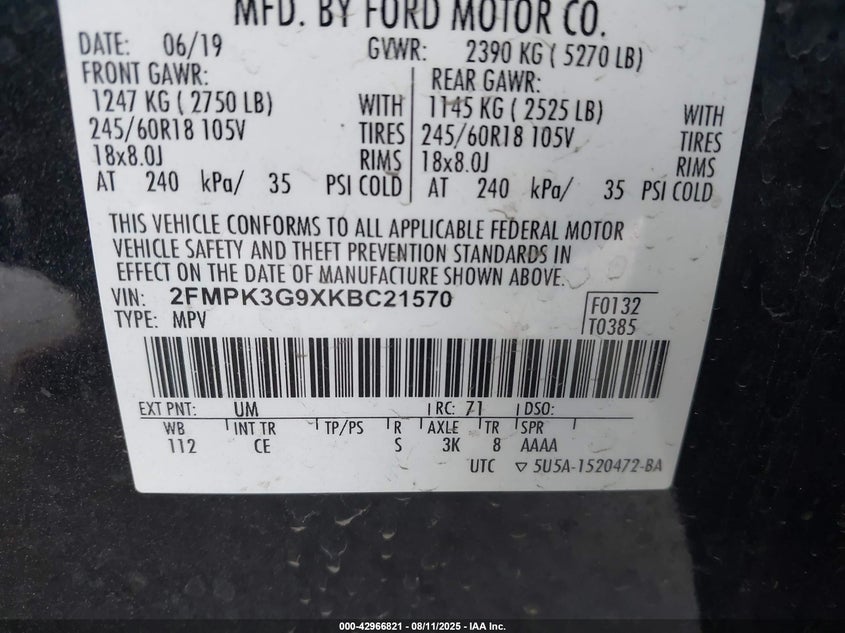 MFD. BY FORD MOTOR CO.
DATE: 06/19 GVWR: 2390 KG ( 5270 LB)
FRONT GAWR: REAR GAWR:
1247 KG ( 2750 LB) WITH 1145 KG ( 2525 LB) WITH
245/60R18 105V TIRES 245/60R18 105V TIRES
18x8.0J RIMS 18x8.0J RIMS
AT 240 kPa/ 35 PSI COLD AT 240 kPa/ 35 PSI COLD
THIS VEHICLE CONFORMS TO ALL APPLICABLE FEDERAL MOTOR
VEHICLE SAFETY AND THEFT PREVENTION STANDARDS IN
EFFECT ON THE DATE OF MANUFACTURE SHOWN ABOVE.
VIN: 2FMPK3G9XKBC21570 F0132
TYPE: MPV T0385
EXT PNT: UM RC: 71 DSO:
WB INT TR TP/PS R AXLE TR SPR
112 CE S 3K 8 AAAA
UTC ▽ 5U5A-1520472-BA
000-42966821 - 08/11/2025 - IAA Inc.